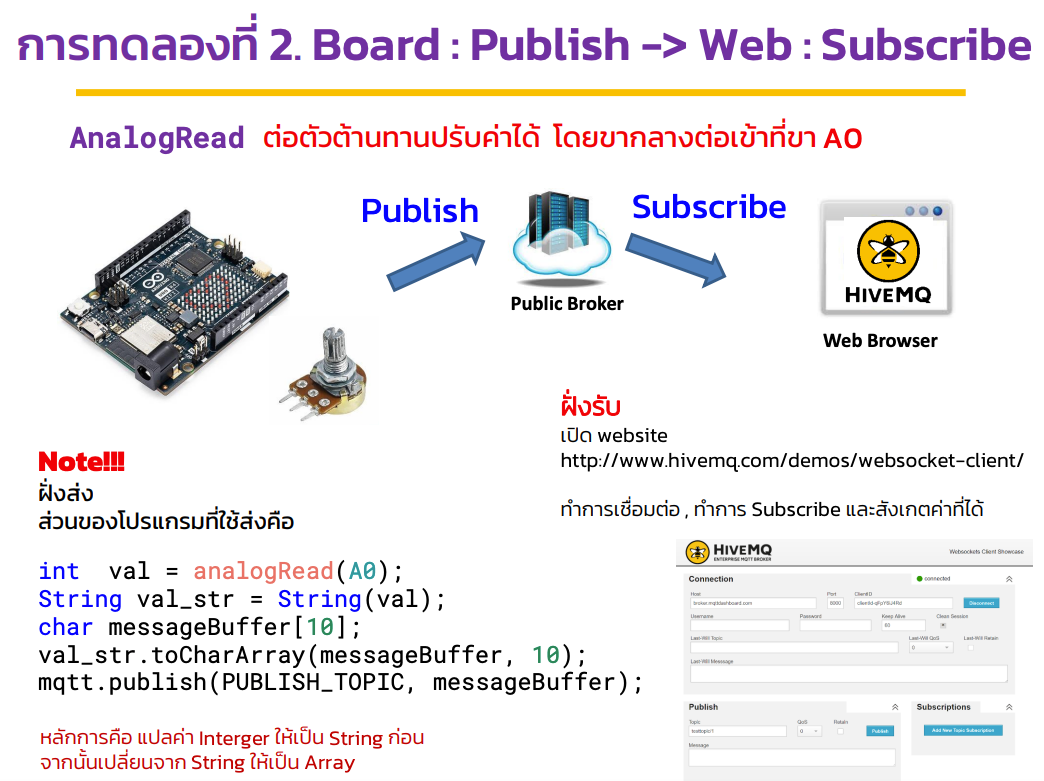 การทดลองที่ 2. Board : Publish -> Web : Subscribe
AnalogRead ต่อตัวต้านทานปรับค่าได้ โดยขากลางต่อเข้าที่ขา A0
Publish
Subscribe
HIVEMQ
Public Broker
Web Browser
ฝั่งรับ
เปิด website
http://www.hivemq.com/demos/websocket-client/
ทำการเชื่อมต่อ , ทำการ Subscribe และสังเกตค่าที่ได้
Note!!!
ฝั่งส่ง
ส่วนของโปรแกรมที่ใช้ส่งคือ
int  val = analogRead(A0);
String val_str = String(val);
char messageBuffer[10];
val_str.toCharArray(messageBuffer, 10);
mqtt.publish(PUBLISH_TOPIC, messageBuffer);
หลักการคือ แปลค่า Interger ให้เป็น String ก่อน
จากนั้นเปลี่ยนจาก String ให้เป็น Array
HIVEMQ
ENTERPRISE MQTT BROKER
Websockets Client Showcase
Connection
connected
Host
Port
ClientID
broker.mqttdashboard.com
8000
Disconnect
Username
Password
Keep Alive
Clean Session
60
Last-Will Topic
Last-Will QoS
Last-Will Retain
0
Last-Will Messsage
Publish
Subscriptions
Topic
QoS
Retain
testtopic/1
0
Publish
Add New Topic Subscription
Message